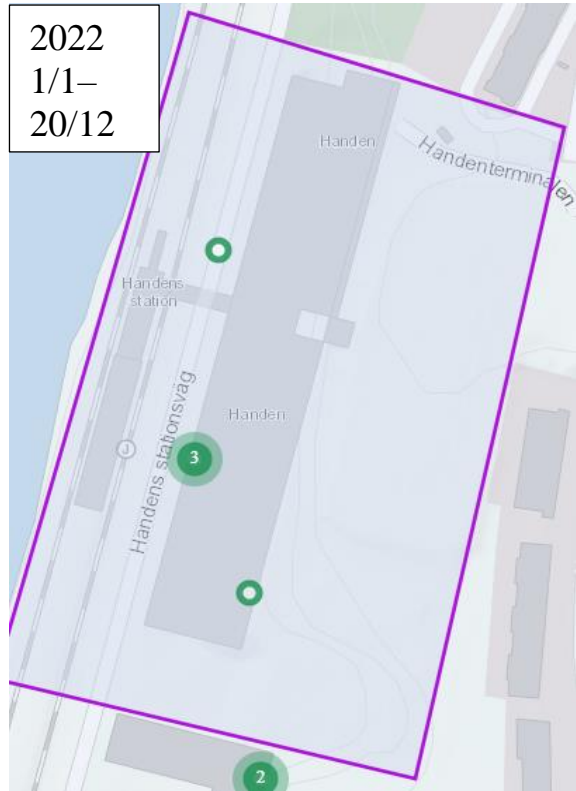 2022
1/1–
20/12
Handen
Handenterminalen
Handens
station
Handen
Handens stationsväg
J
3
2